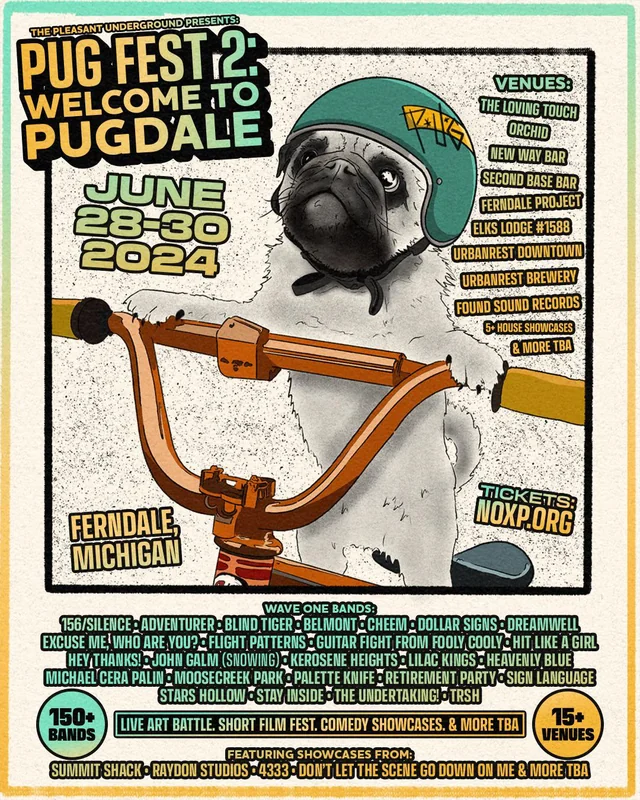 THE PLEASANT UNDERGROUND PRESENTS:
PUG FEST 2:
WELCOME TO
PUGDALE
JUNE
28-30
2024
PUG
VENUES:
THE LOVING TOUCH
ORCHID
NEW WAY BAR
SECOND BASE BAR
FERNDALE PROJECT
ELKS LODGE #1588
URBANREST DOWNTOWN
URBANREST BREWERY
FOUND SOUND RECORDS
5+ HOUSE SHOWCASES
& MORE TBA
TICKETS:
NOXP.ORG
FERNDALE,
MICHIGAN
WAVE ONE BANDS:
156/SILENCE • ADVENTURER • BLIND TIGER • BELMONT • CHEEM • DOLLAR SIGNS • DREAMWELL
EXCUSE ME, WHO ARE YOU? • FLIGHT PATTERNS • GUITAR FIGHT FROM FOOLY COOLY • HIT LIKE A GIRL
HEY THANKS! • JOHN GALM (SNOWING) • KEROSENE HEIGHTS • LILAC KINGS • HEAVENLY BLUE
MICHAEL CERA PALIN • MOOSECREEK PARK • PALETTE KNIFE • RETIREMENT PARTY • SIGN LANGUAGE
STARS HOLLOW • STAY INSIDE • THE UNDERTAKING! • TRSH
150+
BANDS
LIVE ART BATTLE. SHORT FILM FEST. COMEDY SHOWCASES. & MORE TBA
15+
VENUES
FEATURING SHOWCASES FROM:
SUMMIT SHACK • RAYDON STUDIOS • 4333 • DON'T LET THE SCENE GO DOWN ON ME & MORE TBA